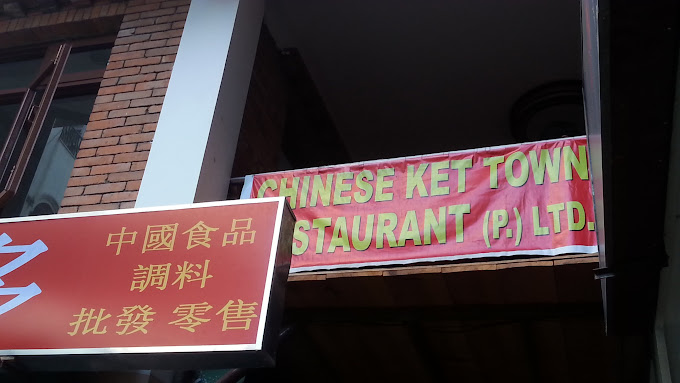 CHINESE KET TOWN
STAURANT (P.) LTD.
中國食品
調料
批發 零售